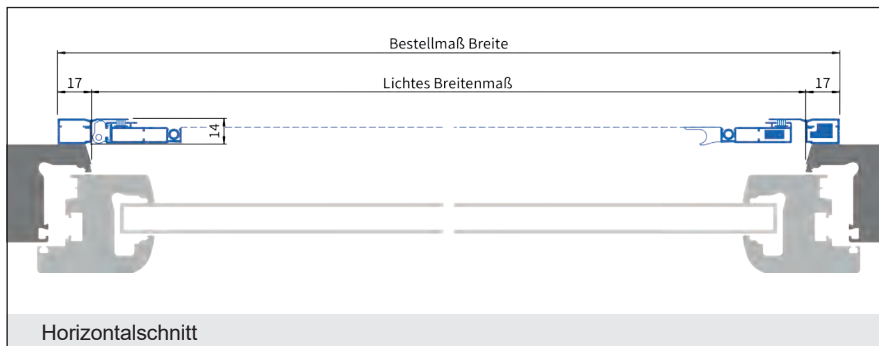 Bestellmaß Breite
17 Lichtes Breitenmaß 17
14
Horizontalschnitt